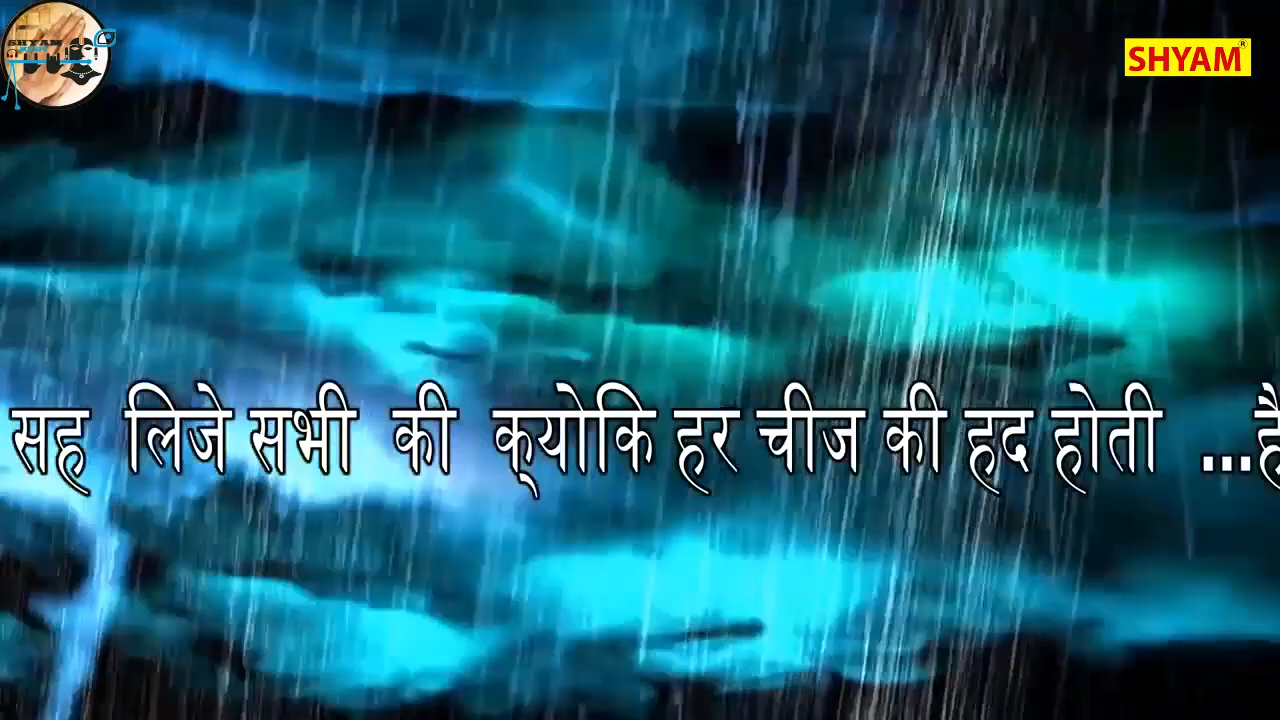 SHYAM®
सह लिजे सभी की क्योकि हर चीज की हद होती ...है